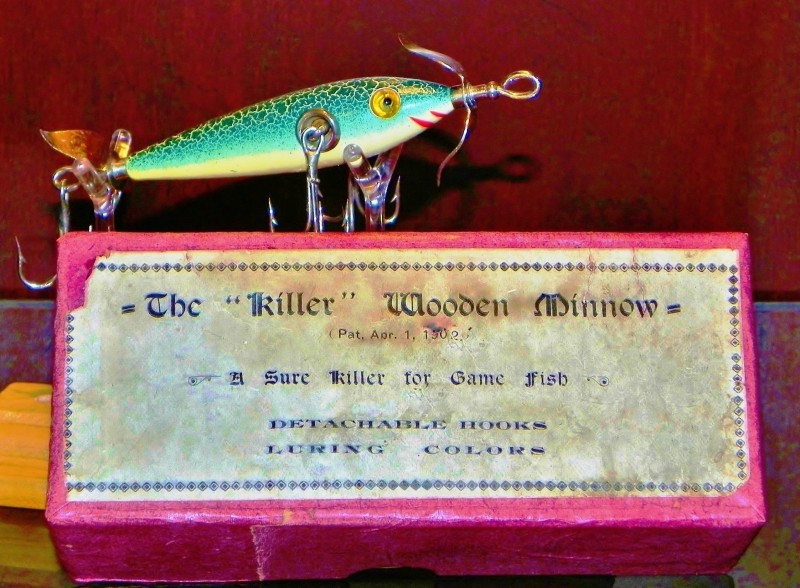 The "Killer" Wooden Minnow
(Pat. Apr. 1, 1902.)
A Sure Killer for Game Fish
DETACHABLE HOOKS
LURING COLORS